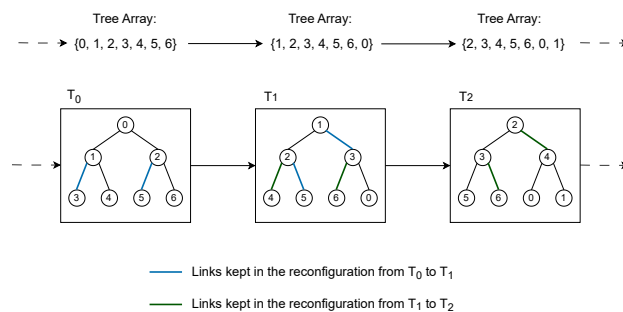 Tree Array: Tree Array: Tree Array:
{0, 1, 2, 3, 4, 5, 6} {1, 2, 3, 4, 5, 6, 0} {2, 3, 4, 5, 6, 0, 1}
T0 T1 T2
0 1 2
1 2 2 3 3 4
3 4 5 6 4 5 6 0 5 6 0 1
Links kept in the reconfiguration from T0 to T1
Links kept in the reconfiguration from T1 to T2